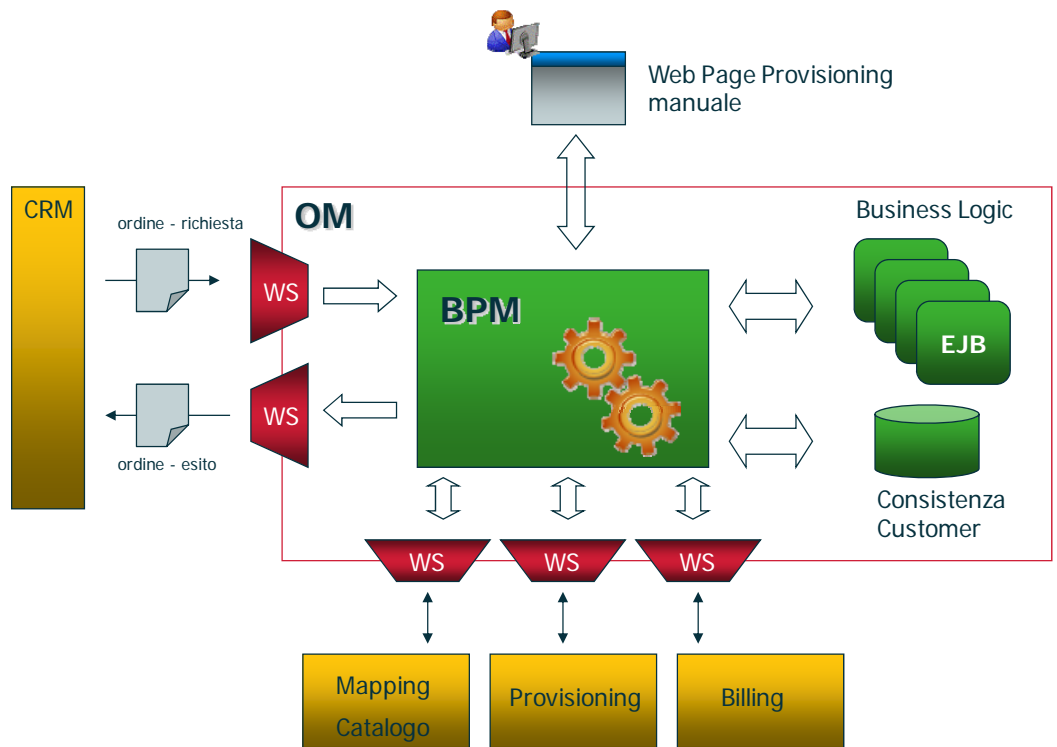 Web Page Provisioning
manuale
CRM
ordine - richiesta
OM
Business Logic
WS
BPM
EJB
WS
ordine - esito
Consistenza
Customer
WS
WS
WS
Mapping
Catalogo
Provisioning
Billing